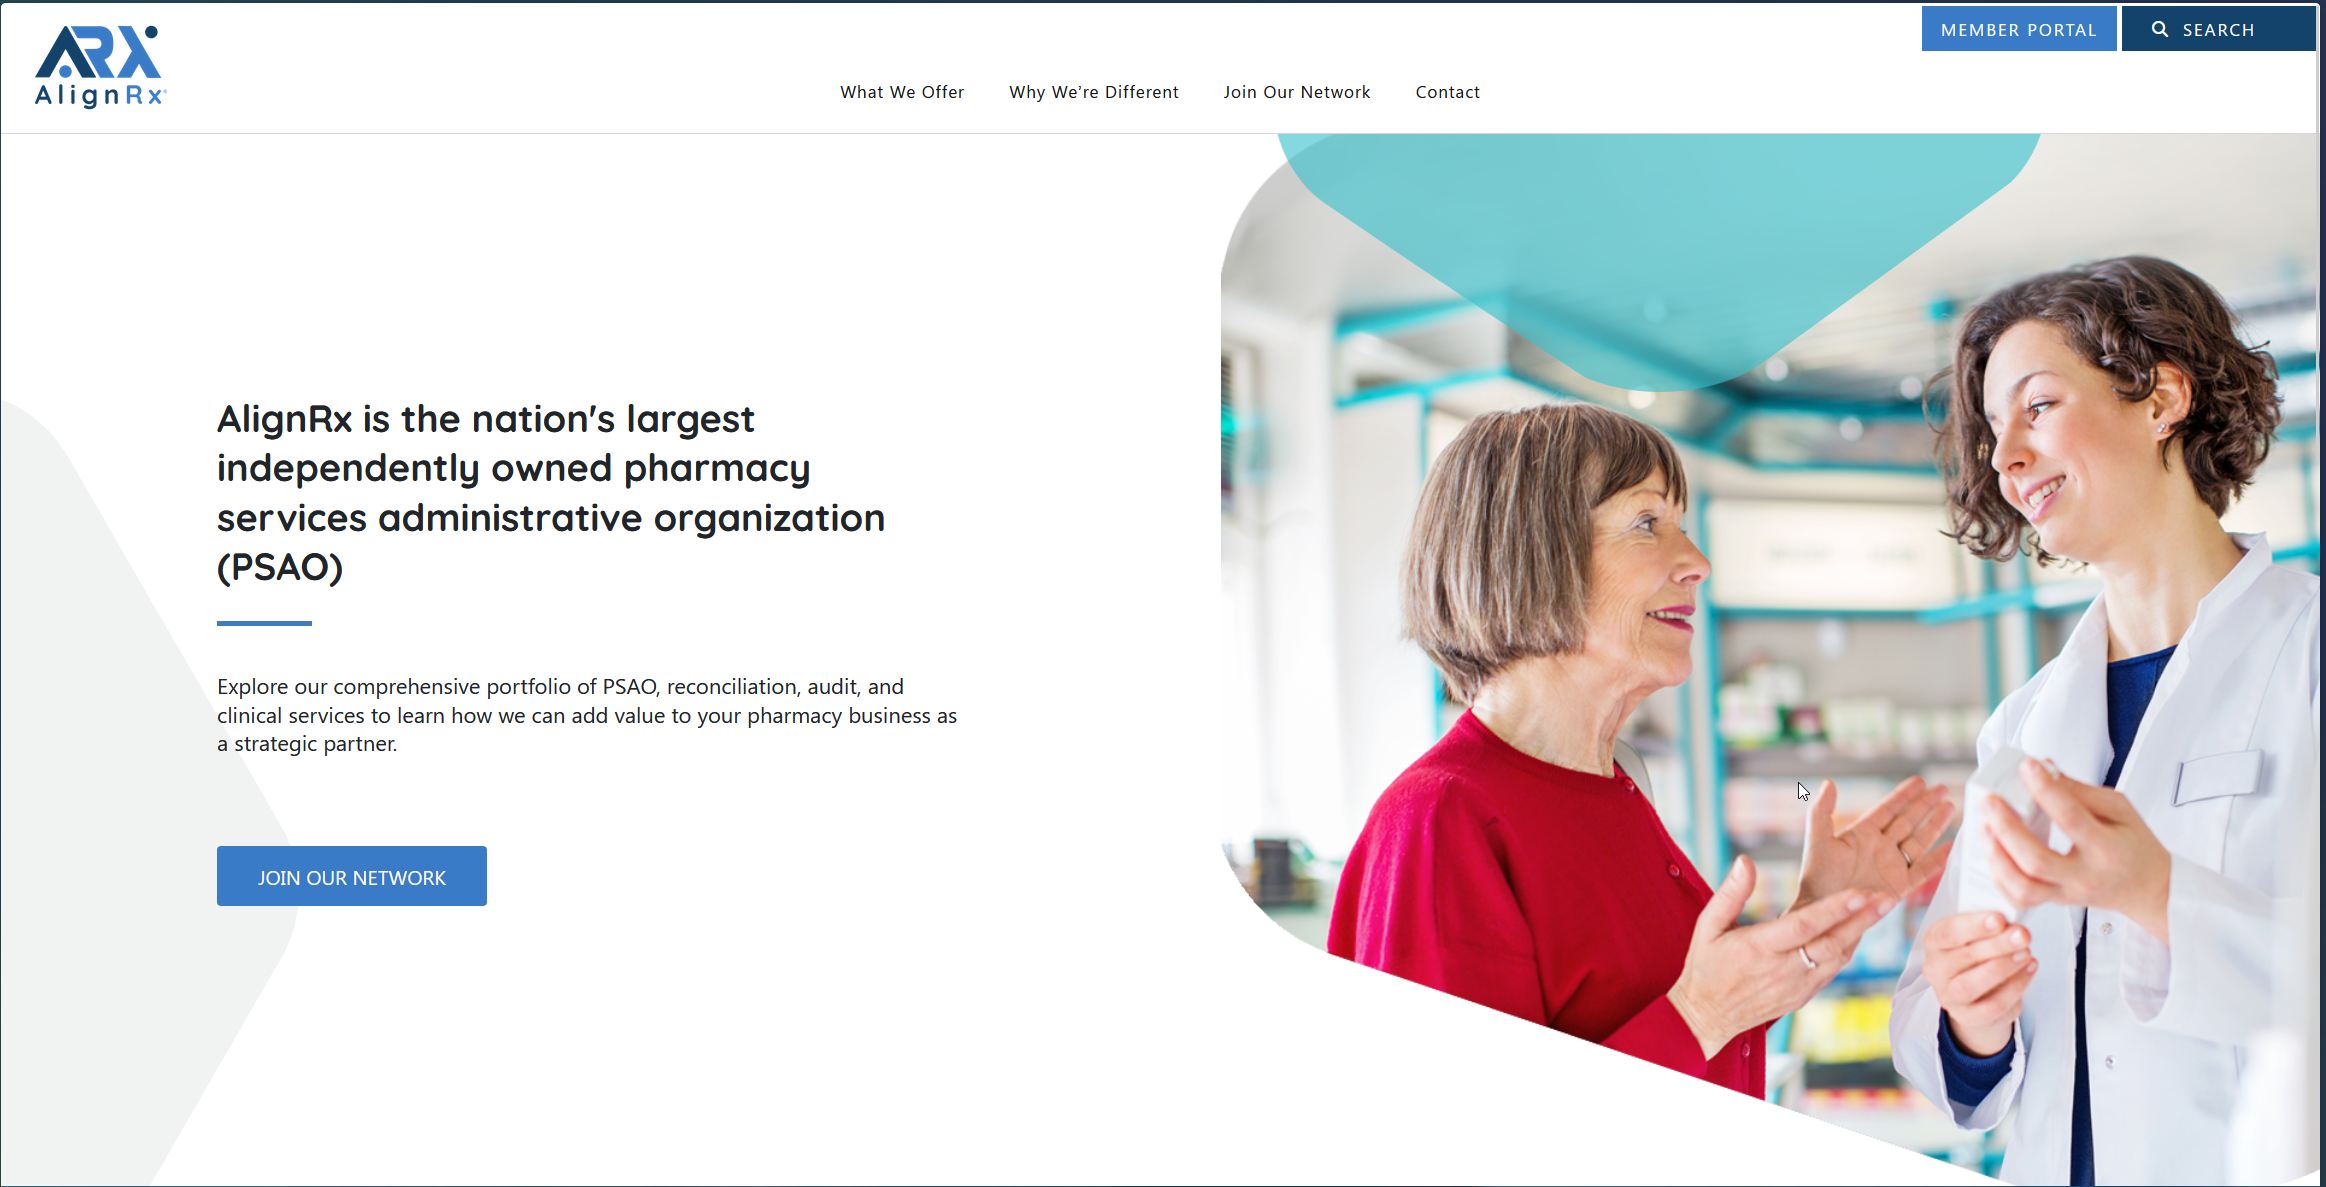 MEMBER PORTAL
SEARCH
ARX
AlignRx
What We Offer
Why We’re Different
Join Our Network
Contact
AlignRx is the nation's largest
independently owned pharmacy
services administrative organization
(PSAO)
Explore our comprehensive portfolio of PSAO, reconciliation, audit, and
clinical services to learn how we can add value to your pharmacy business as
a strategic partner.
JOIN OUR NETWORK